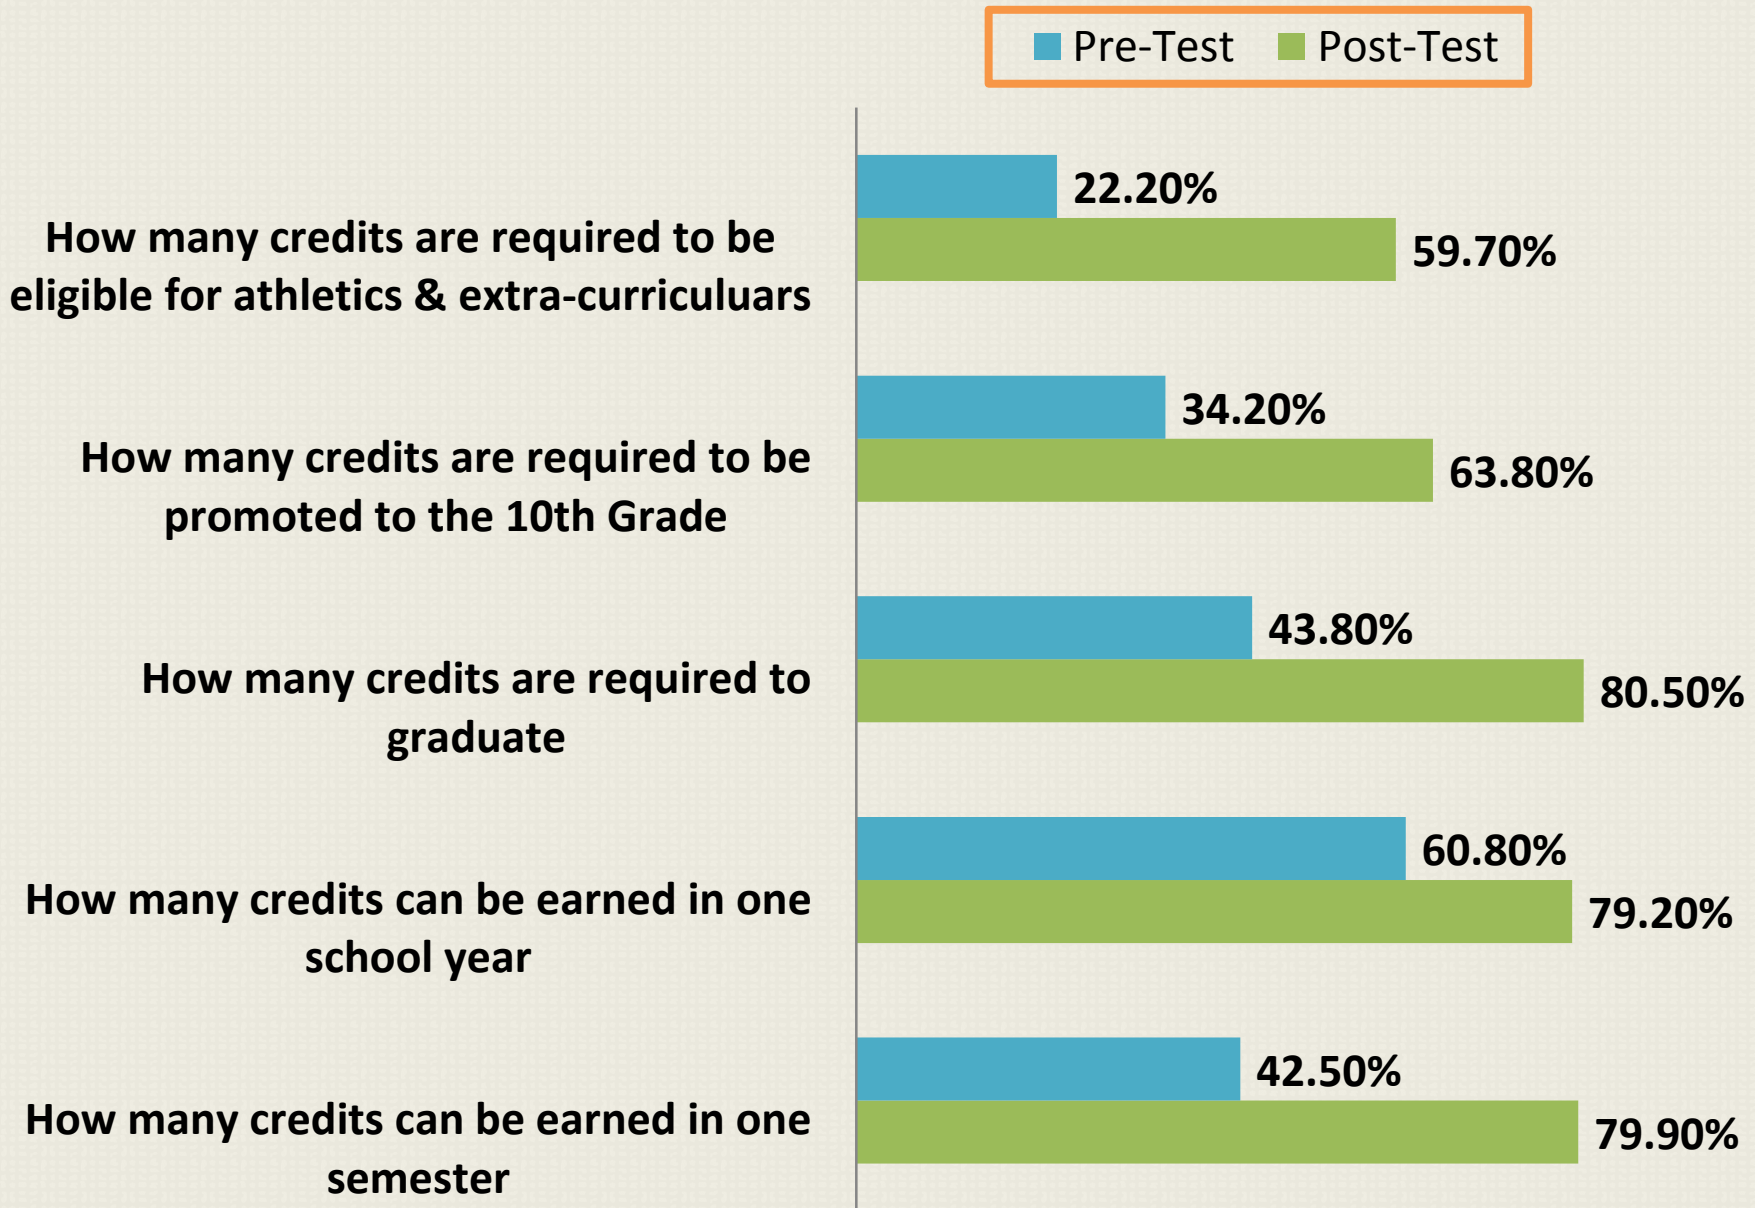 Pre-Test Post-Test
22.20%
How many credits are required to be
eligible for athletics & extra-curriculuars
59.70%
34.20%
How many credits are required to be
promoted to the 10th Grade
63.80%
43.80%
How many credits are required to
graduate
80.50%
60.80%
How many credits can be earned in one
school year
79.20%
42.50%
How many credits can be earned in one
semester
79.90%